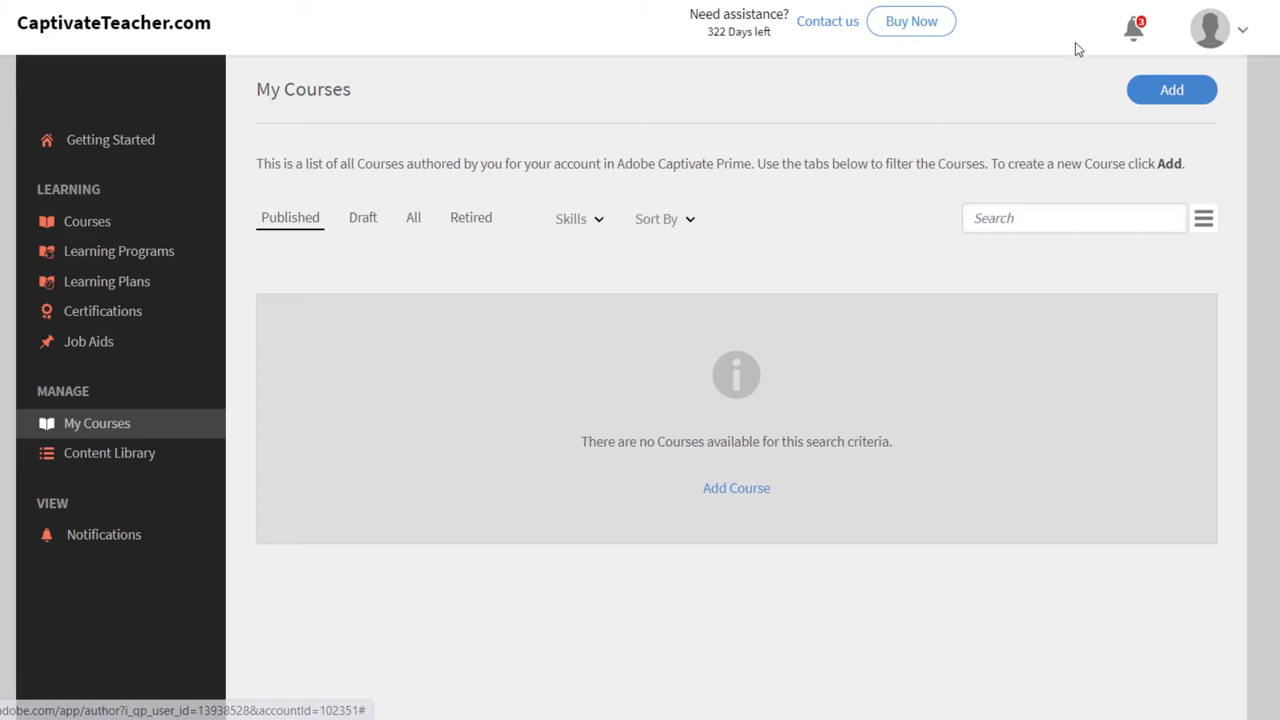 CaptivateTeacher.com
Need assistance?
322 Days left
Contact us
Buy Now
3
My Courses
Add
Getting Started
This is a list of all Courses authored by you for your account in Adobe Captivate Prime. Use the tabs below to filter the Courses. To create a new Course click Add.
LEARNING
Published Draft All Retired Skills Sort By Search
Courses
Learning Programs
Learning Plans
Certifications
Job Aids
MANAGE
My Courses
Content Library
There are no Courses available for this search criteria.
Add Course
VIEW
Notifications
adobe.com/app/author?i_qp_user_id=13938528&accountId=102351#